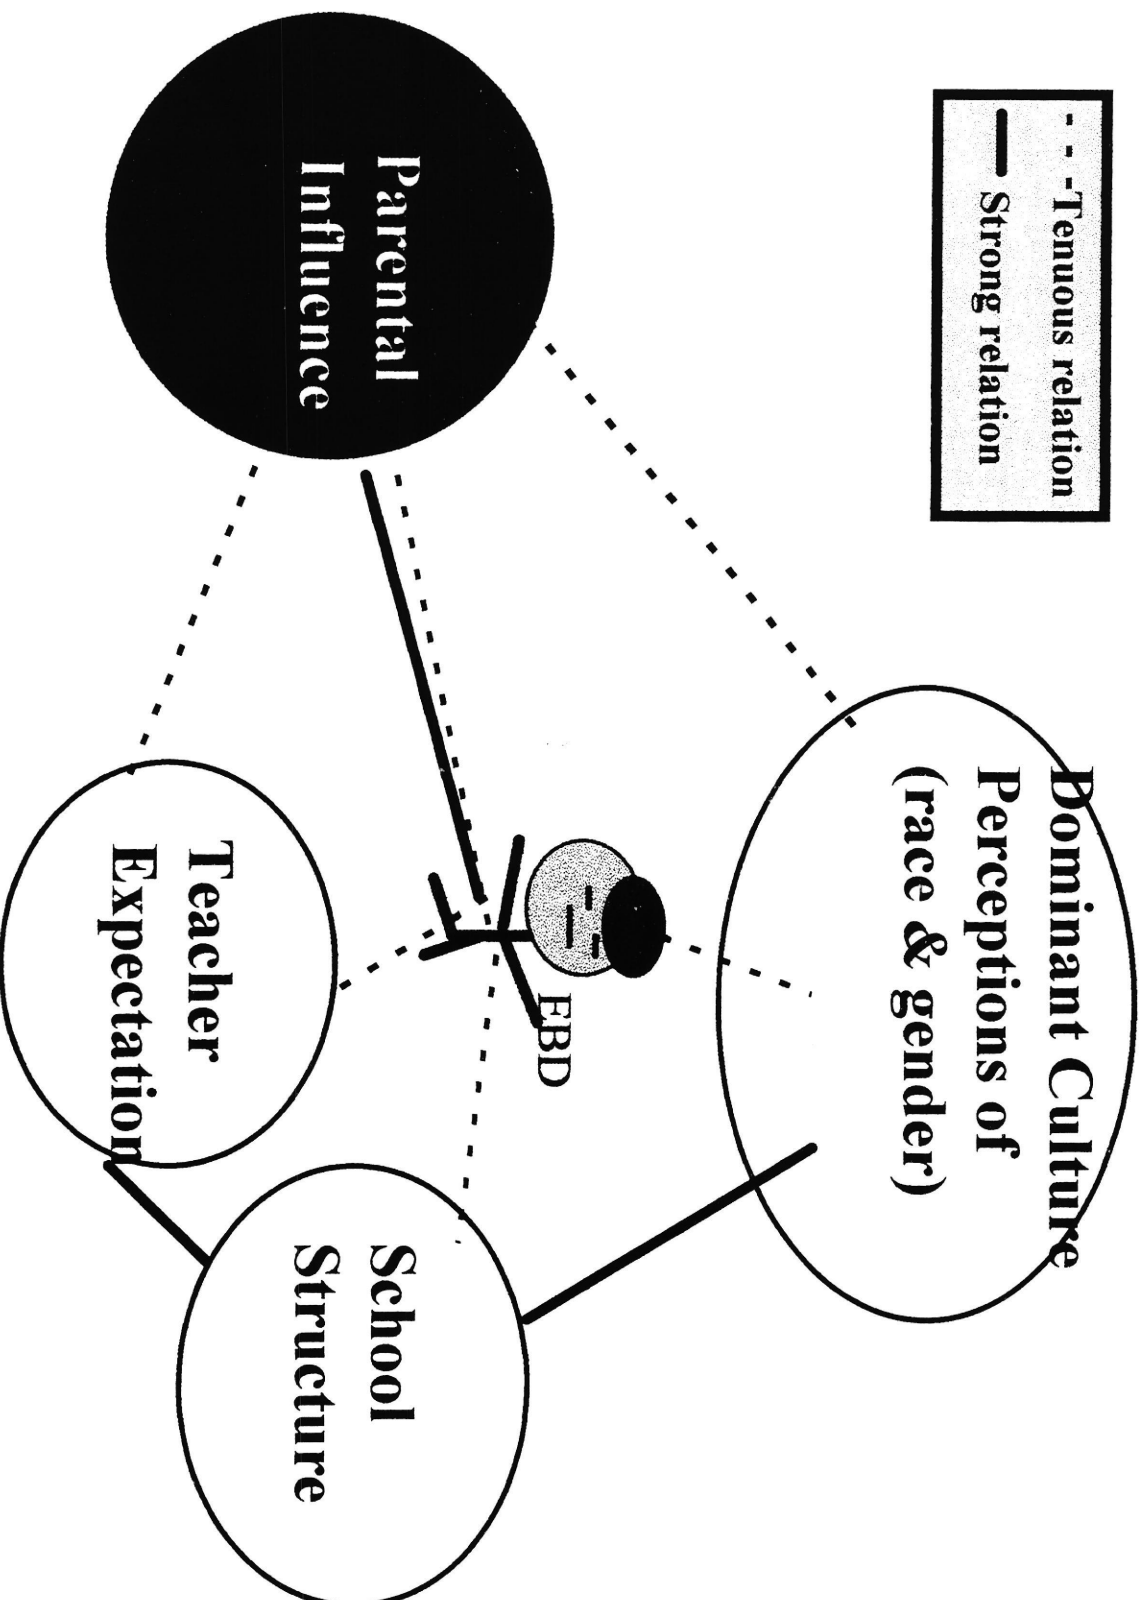 - - -Tenuous relation
Strong relation
Dominant Culture
Perceptions of
(race & gender)
Parental
Influence
EBD
Teacher
Expectation
School
Structure